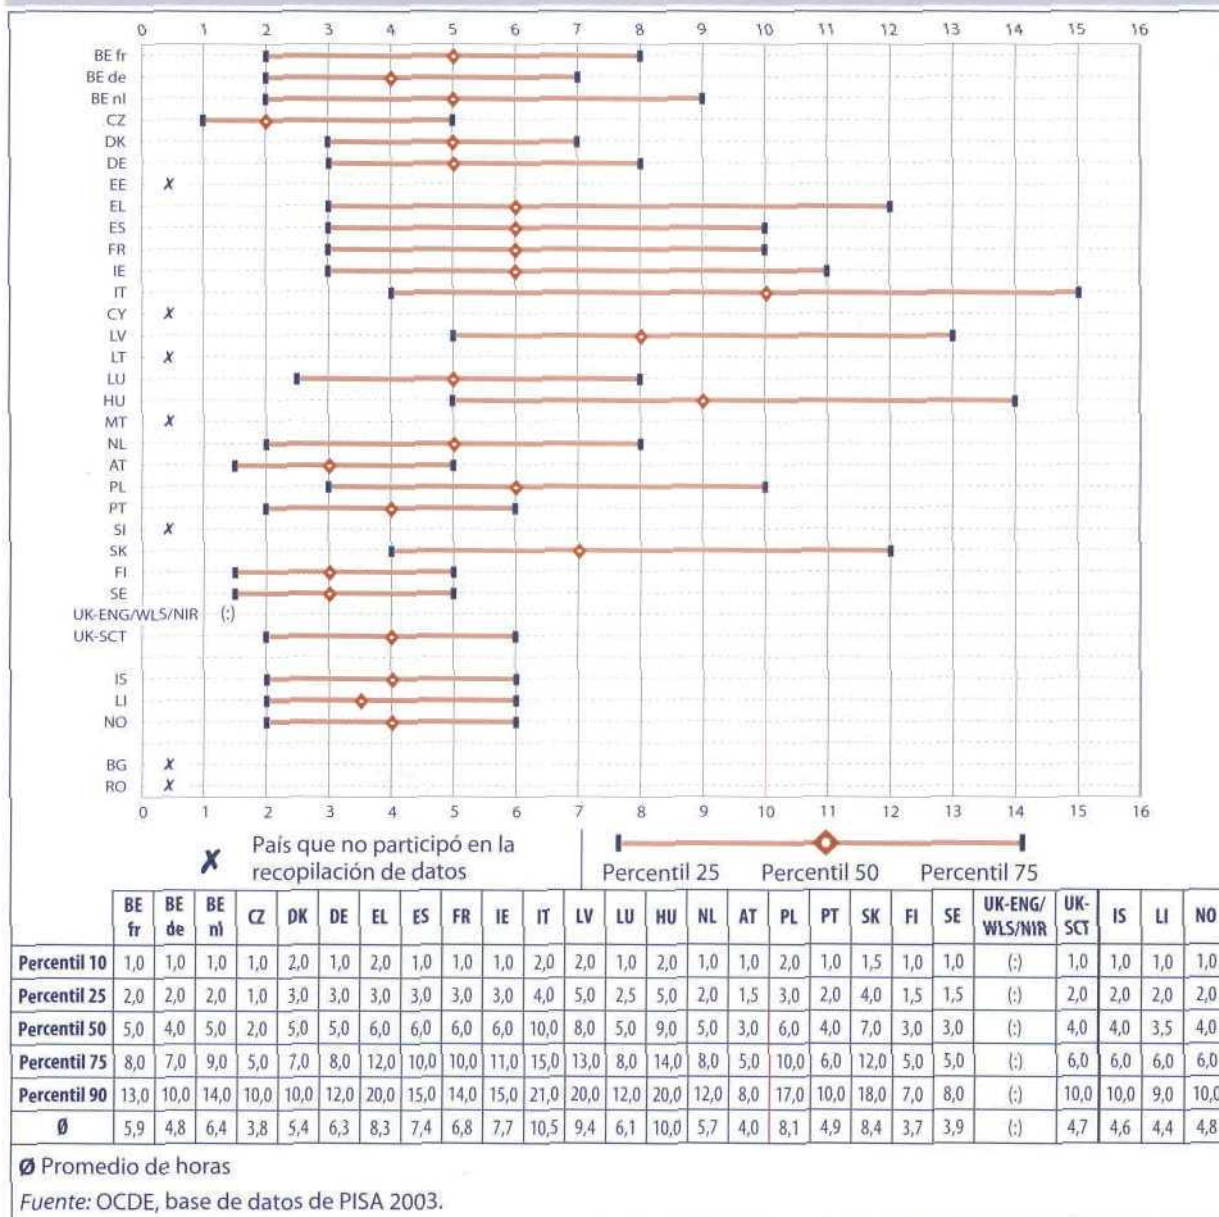 0 1 2 3 4 5 6 7 8 9 10 11 12 13 14 15 16
BE fr
BE de
BE nl
CZ
DK
DE
EE X
EL
ES
FR
IE
IT
CY X
LV
LT X
LU
HU
MT X
NL
AT
PL
PT
SI X
SK
FI
SE
UK-ENG/WLS/NIR (:)
UK-SCT
IS
LI
NO
BG X
RO X
0 1 2 3 4 5 6 7 8 9 10 11 12 13 14 15 16
X País que no participó en la
recopilación de datos
Percentil 25 Percentil 50 Percentil 75
BE fr BE de BE nl CZ DK DE EL ES FR IE IT LV LU HU NL AT PL PT SK FI SE UK-ENG/ WLS/NIR UK- SCT IS LI NO
Percentil 10 1,0 1,0 1,0 1,0 2,0 1,0 2,0 1,0 1,0 1,0 2,0 2,0 1,0 2,0 1,0 1,0 2,0 1,0 1,5 1,0 1,0 (:) 1,0 1,0 1,0 1,0
Percentil 25 2,0 2,0 2,0 1,0 3,0 3,0 3,0 3,0 3,0 3,0 4,0 5,0 2,5 5,0 2,0 1,5 3,0 2,0 4,0 1,5 1,5 (:) 2,0 2,0 2,0 2,0
Percentil 50 5,0 4,0 5,0 2,0 5,0 5,0 6,0 6,0 6,0 6,0 10,0 8,0 5,0 9,0 5,0 3,0 6,0 4,0 7,0 3,0 3,0 (:) 4,0 4,0 3,5 4,0
Percentil 75 8,0 7,0 9,0 5,0 7,0 8,0 12,0 10,0 10,0 11,0 15,0 13,0 8,0 14,0 8,0 5,0 10,0 6,0 12,0 5,0 5,0 (:) 6,0 6,0 6,0 6,0
Percentil 90 13,0 10,0 14,0 10,0 10,0 12,0 20,0 15,0 14,0 15,0 21,0 20,0 12,0 20,0 12,0 8,0 17,0 10,0 18,0 7,0 8,0 (:) 10,0 10,0 9,0 10,0
Ø 5,9 4,8 6,4 3,8 5,4 6,3 8,3 7,4 6,8 7,7 10,5 9,4 6,1 10,0 5,7 4,0 8,1 4,9 8,4 3,7 3,9 (:) 4,7 4,6 4,4 4,8
Ø Promedio de horas
Fuente: OCDE, base de datos de PISA 2003.